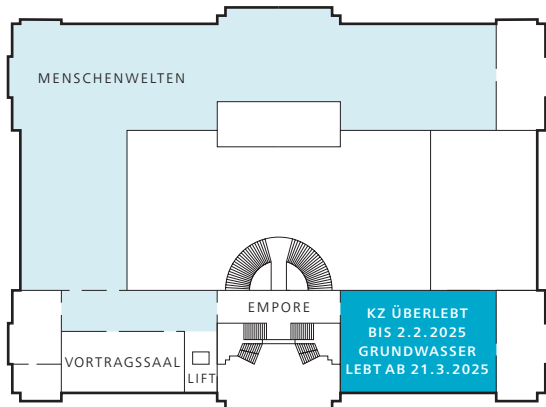 MENSCHENWELTEN
EMPORE
KZ ÜBERLEBT
BIS 2.2.2025
GRUNDWASSER
LEBT AB 21.3.2025
VORTRAGSSAAL
LIFT